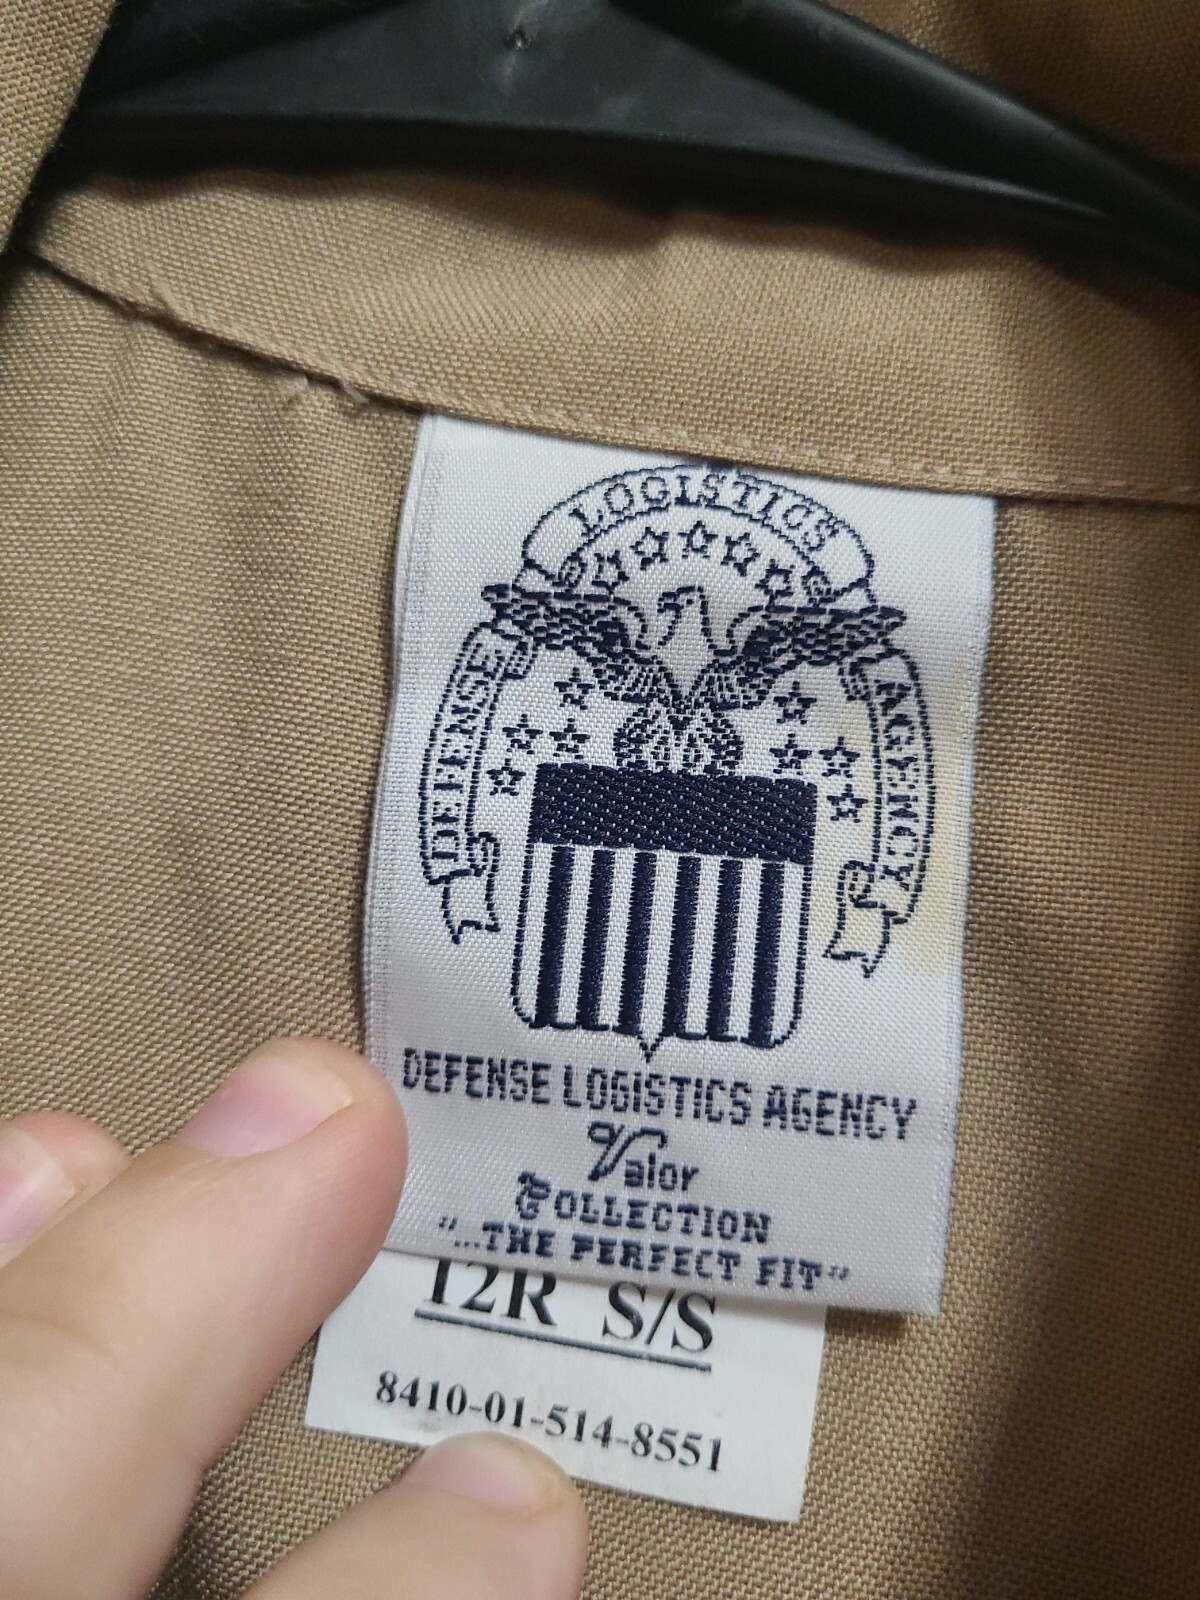 LOGISTICS
DEFENSE
AGENCY
DEFENSE LOGISTICS AGENCY
Valor
COLLECTION
"...THE PERFECT FIT"
12R S/S
8410-01-514-8551